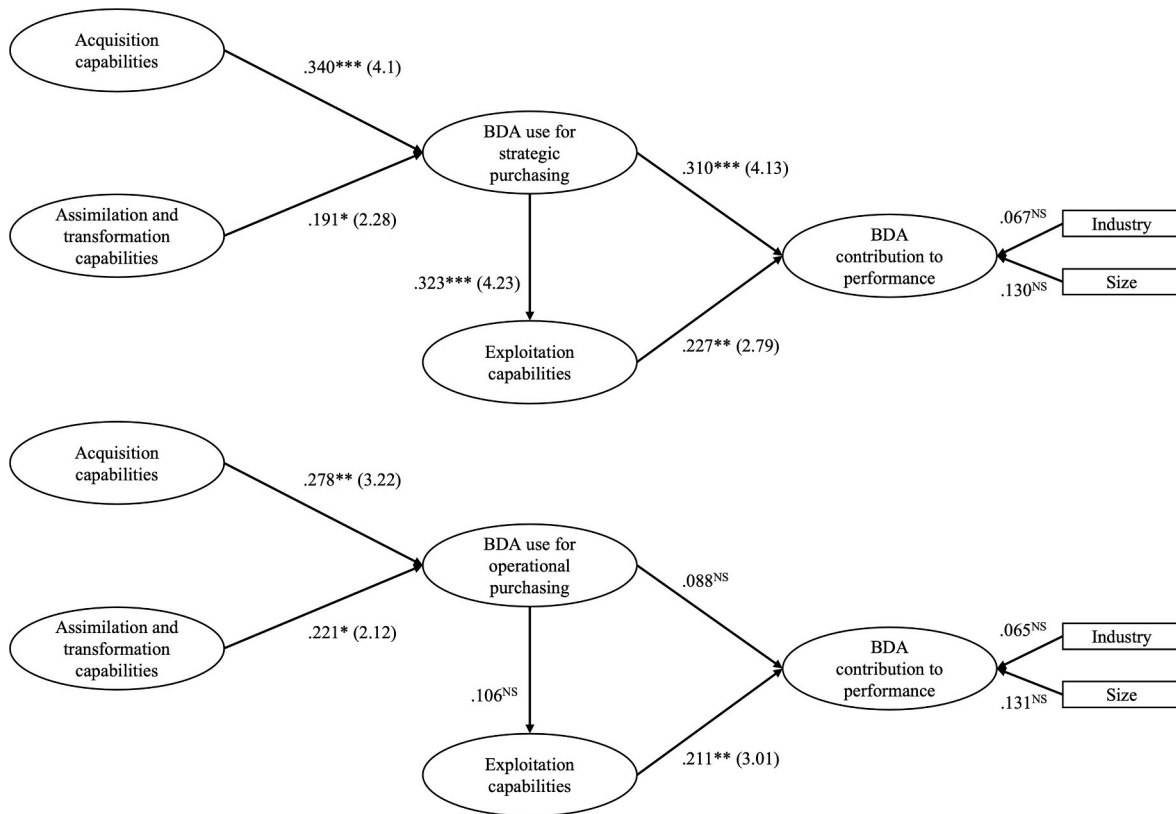 Acquisition
capabilities
.340*** (4.1)
BDA use for
strategic
purchasing
.310*** (4.13)
Assimilation and
transformation
capabilities
.191* (2.28)
.067NS
Industry
BDA
contribution to
performance
.323*** (4.23)
.130NS
Size
Exploitation
capabilities
.227** (2.79)
Acquisition
capabilities
.278** (3.22)
BDA use for
operational
purchasing
.088NS
Assimilation and
transformation
capabilities
.221* (2.12)
.065NS
Industry
BDA
contribution to
performance
.106NS
.131NS
Size
Exploitation
capabilities
.211** (3.01)